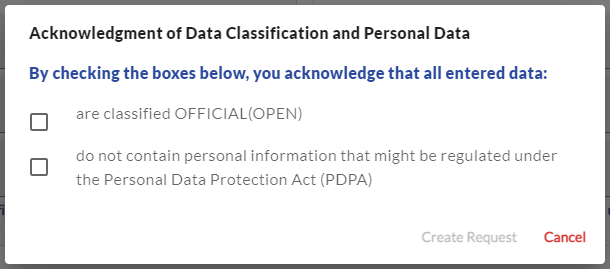 Acknowledgment of Data Classification and Personal Data
By checking the boxes below, you acknowledge that all entered data:
are classified OFFICIAL(OPEN)
do not contain personal information that might be regulated under
the Personal Data Protection Act (PDPA)
Create Request Cancel